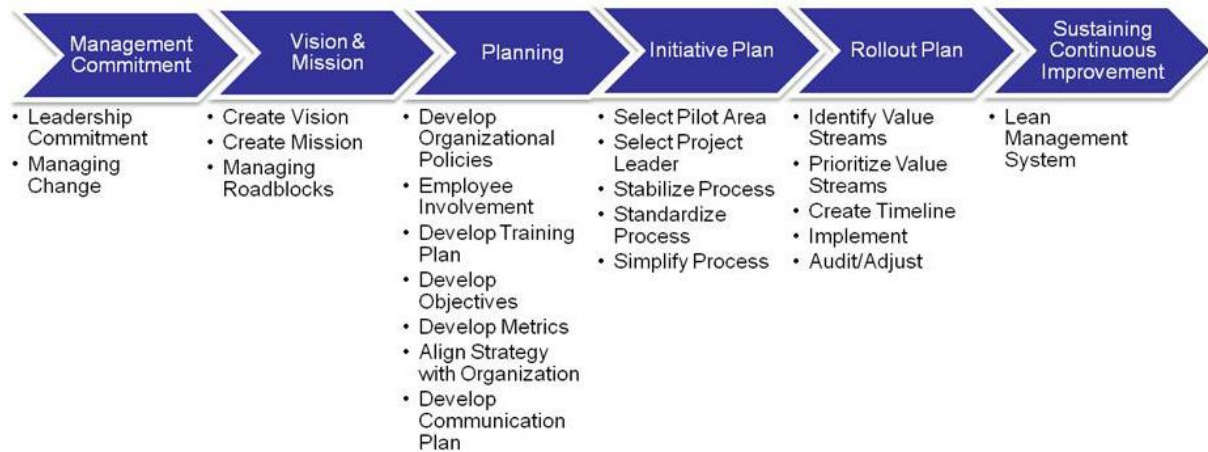 Management
Commitment
Vision &
Mission
Planning
Initiative Plan
Rollout Plan
Sustaining
Continuous
Improvement
• Leadership
Commitment
• Managing
Change
• Create Vision
• Create Mission
• Managing
Roadblocks
• Develop
Organizational
Policies
• Employee
Involvement
• Develop Training
Plan
• Develop
Objectives
• Develop Metrics
• Align Strategy
with Organization
• Develop
Communication
Plan
• Select Pilot Area
• Select Project
Leader
• Stabilize Process
• Standardize
Process
• Simplify Process
• Identify Value
Streams
• Prioritize Value
Streams
• Create Timeline
• Implement
• Audit/Adjust
• Lean
Management
System